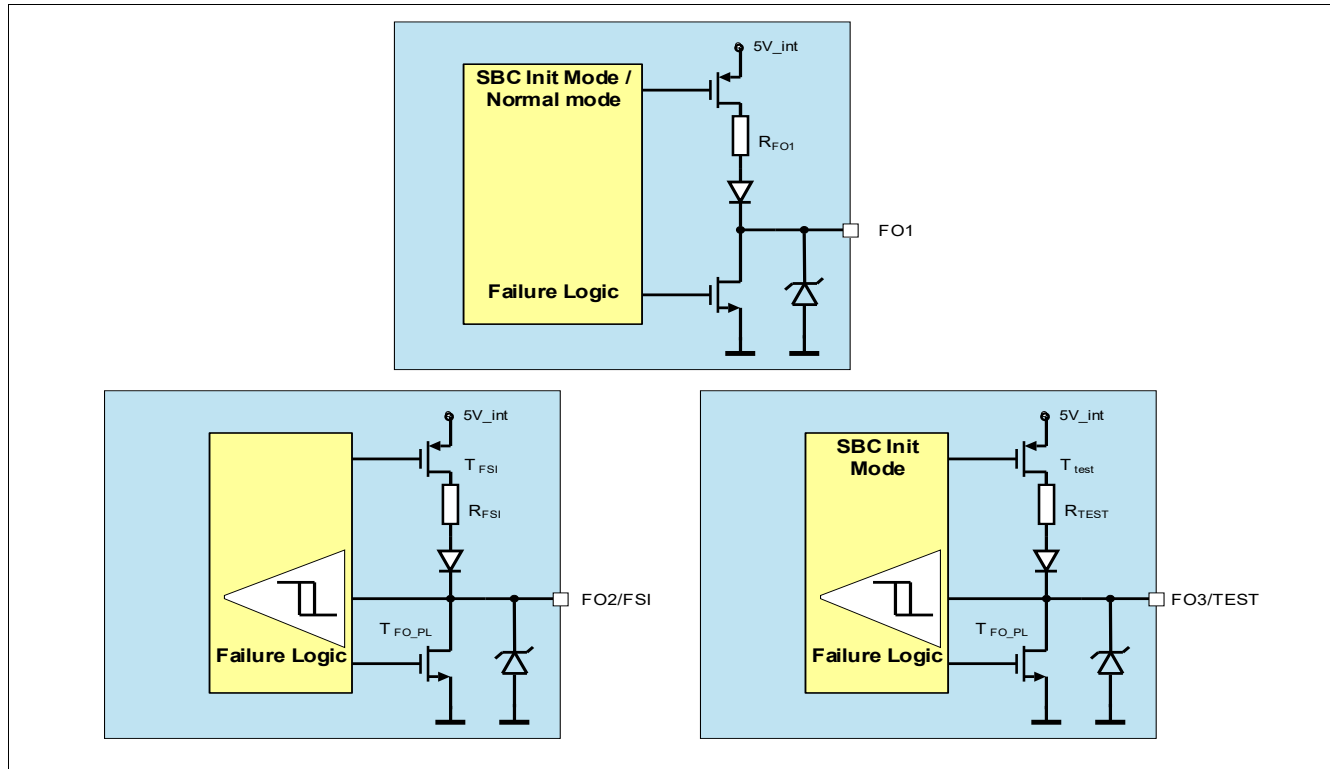 5V_int
SBC Init Mode /
Normal mode
RFO1
FO1
Failure Logic
5V_int
TFSI
RFSI
FO2/FSI
TFO_PL
Failure Logic
5V_int
SBC Init
Mode
Ttest
RTEST
FO3/TEST
TFO_PL
Failure Logic